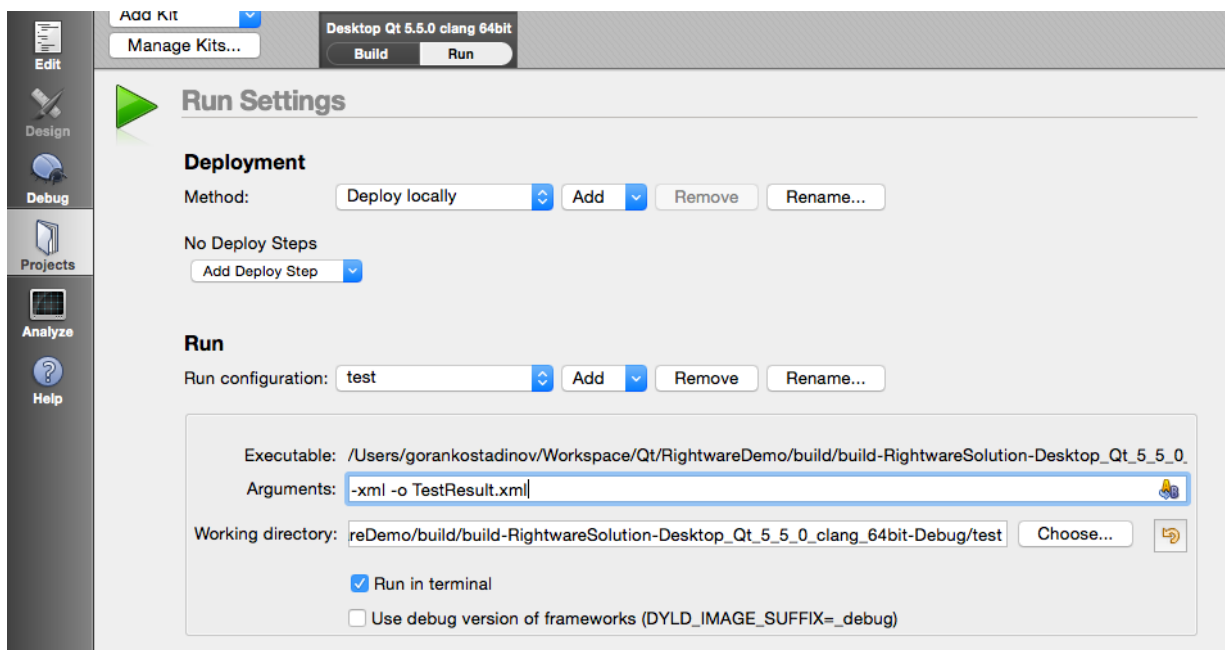 Add Kit
Manage Kits...
Desktop Qt 5.5.0 clang 64bit
Build Run
Edit
Design
Debug
Projects
Analyze
Help
Run Settings
Deployment
Method: Deploy locally Add Remove Rename...
No Deploy Steps
Add Deploy Step
Run
Run configuration: test Add Remove Rename...
Executable: /Users/gorankostadinov/Workspace/Qt/RightwareDemo/build/build-RightwareSolution-Desktop_Qt_5_5_0_
Arguments: -xml -o TestResult.xml
Working directory: reDemo/build/build-RightwareSolution-Desktop_Qt_5_5_0_clang_64bit-Debug/test Choose...
Run in terminal
Use debug version of frameworks (DYLD_IMAGE_SUFFIX=_debug)